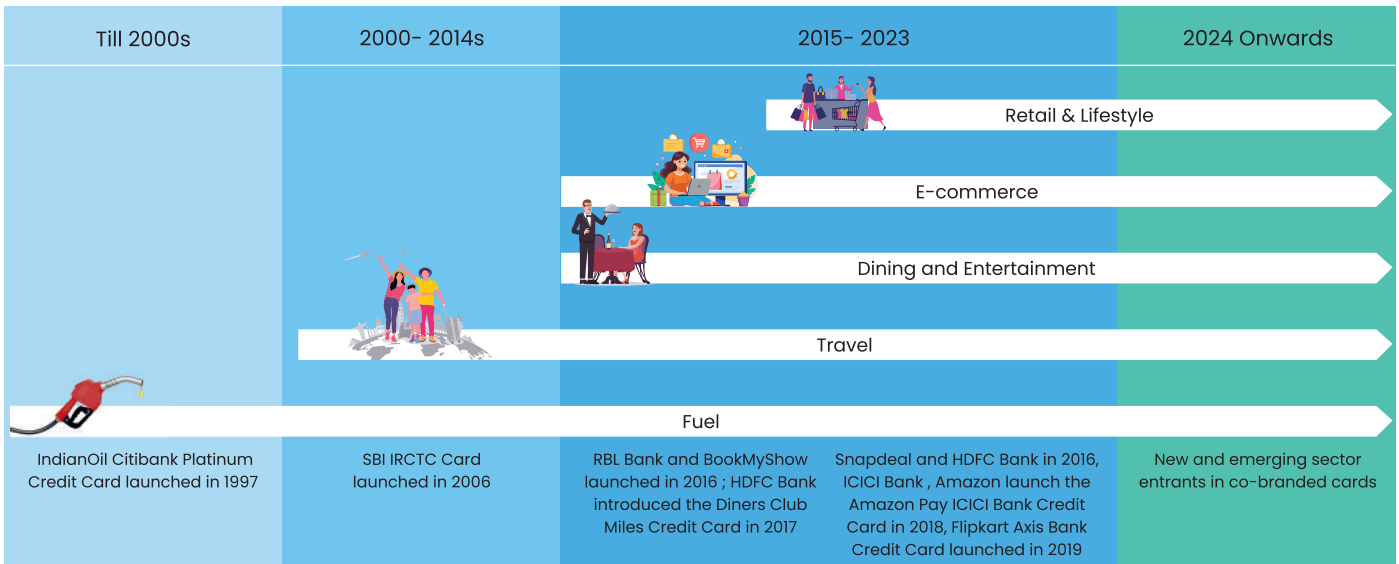 Till 2000s
2000- 2014s
2015- 2023
2024 Onwards
Retail & Lifestyle
E-commerce
Dining and Entertainment
Travel
Fuel
IndianOil Citibank Platinum
Credit Card launched in 1997
SBI IRCTC Card
launched in 2006
RBL Bank and BookMyShow
launched in 2016 ; HDFC Bank
introduced the Diners Club
Miles Credit Card in 2017
Snapdeal and HDFC Bank in 2016,
ICICI Bank , Amazon launch the
Amazon Pay ICICI Bank Credit
Card in 2018, Flipkart Axis Bank
Credit Card launched in 2019
New and emerging sector
entrants in co-branded cards